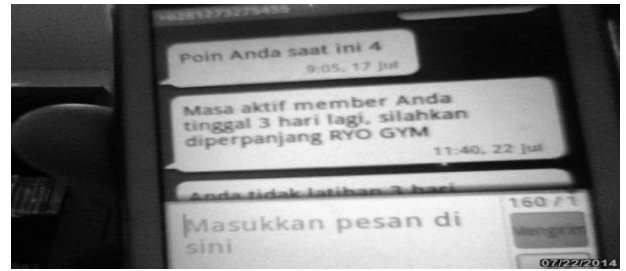 +6281273275455
Poin Anda saat ini 4
9:05, 17 Jul
Masa aktif member Anda
tinggal 3 hari lagi, silahkan
diperpanjang RYO GYM
11:40, 22 Jul
Anda tidak latihan 3 hari
160 / 1
Masukkan pesan di
sini
Mengirim
07/22/2014